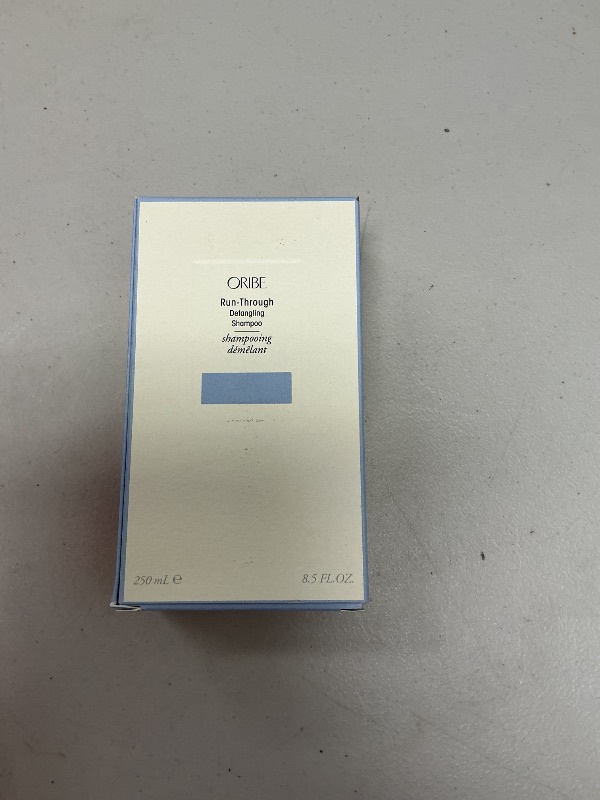 ORIBE
Run-Through
Detangling
Shampoo
shampooing
démêlant
250 mL ℮
8.5 FL.OZ.